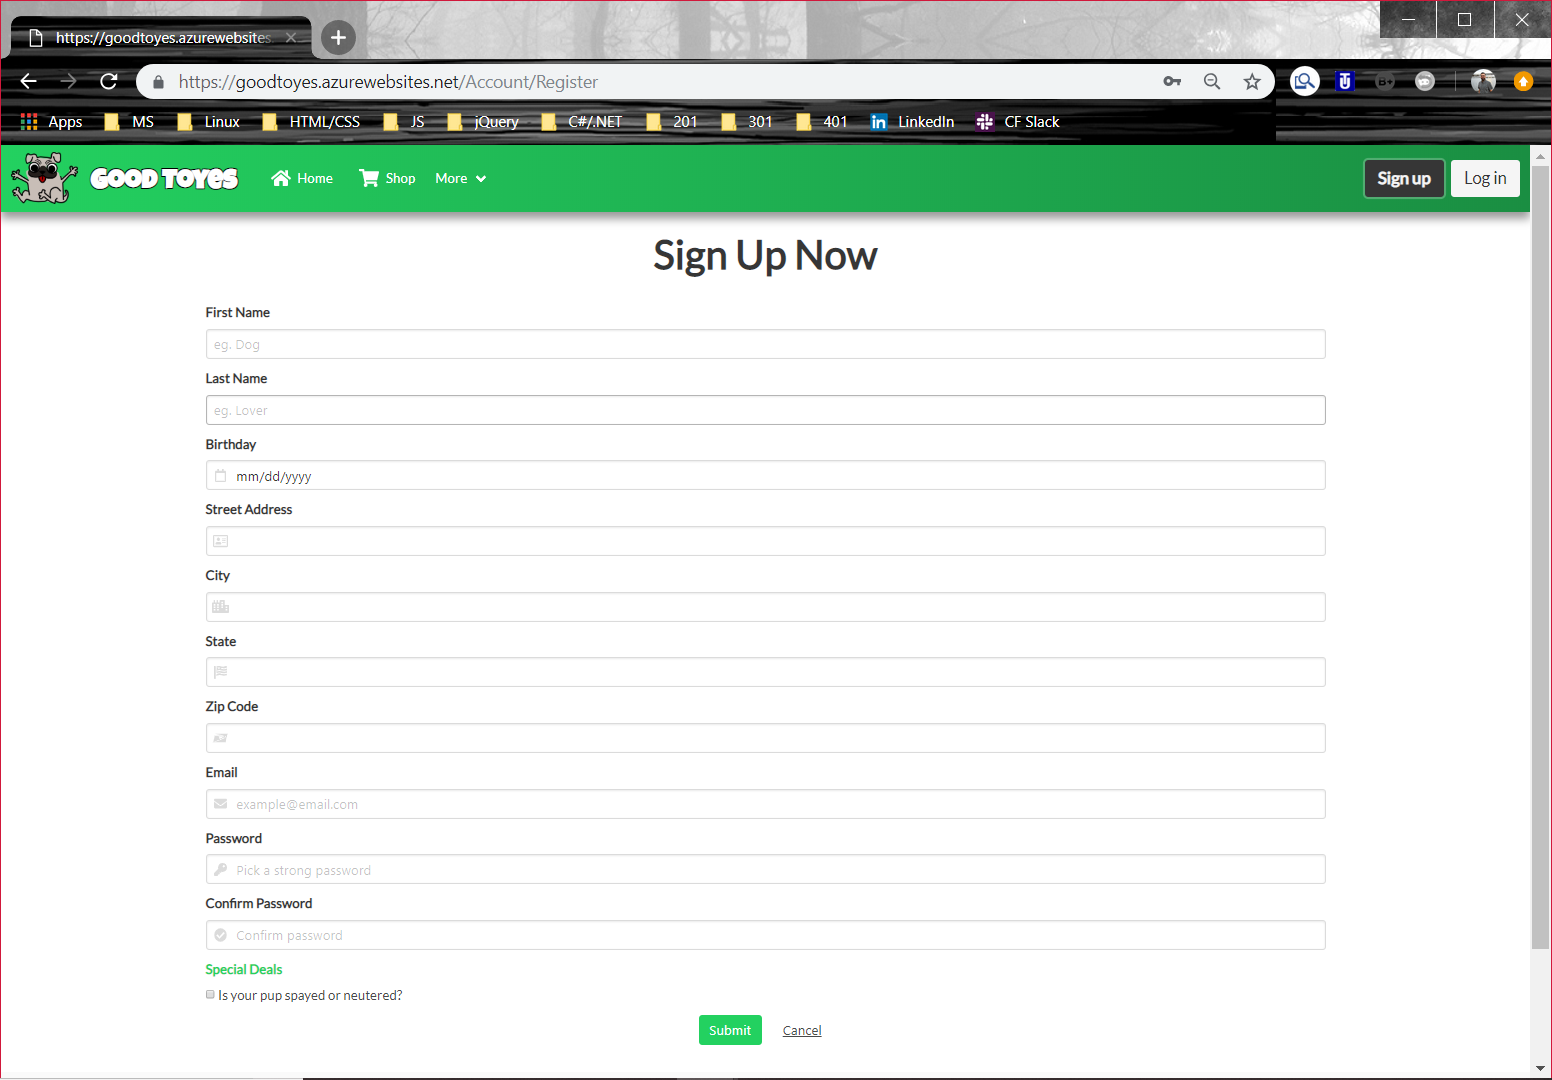 https://goodtoyes.azurewebsites
https://goodtoyes.azurewebsites.net/Account/Register
Apps MS Linux HTML/CSS JS jQuery C#/.NET 201 301 401 LinkedIn CF Slack
GOOD TOYES Home Shop More Sign up Log in
Sign Up Now
First Name
eg. Dog
Last Name
eg. Lover
Birthday
mm/dd/yyyy
Street Address
City
State
Zip Code
Email
example@email.com
Password
Pick a strong password
Confirm Password
Confirm password
Special Deals
Is your pup spayed or neutered?
Submit Cancel